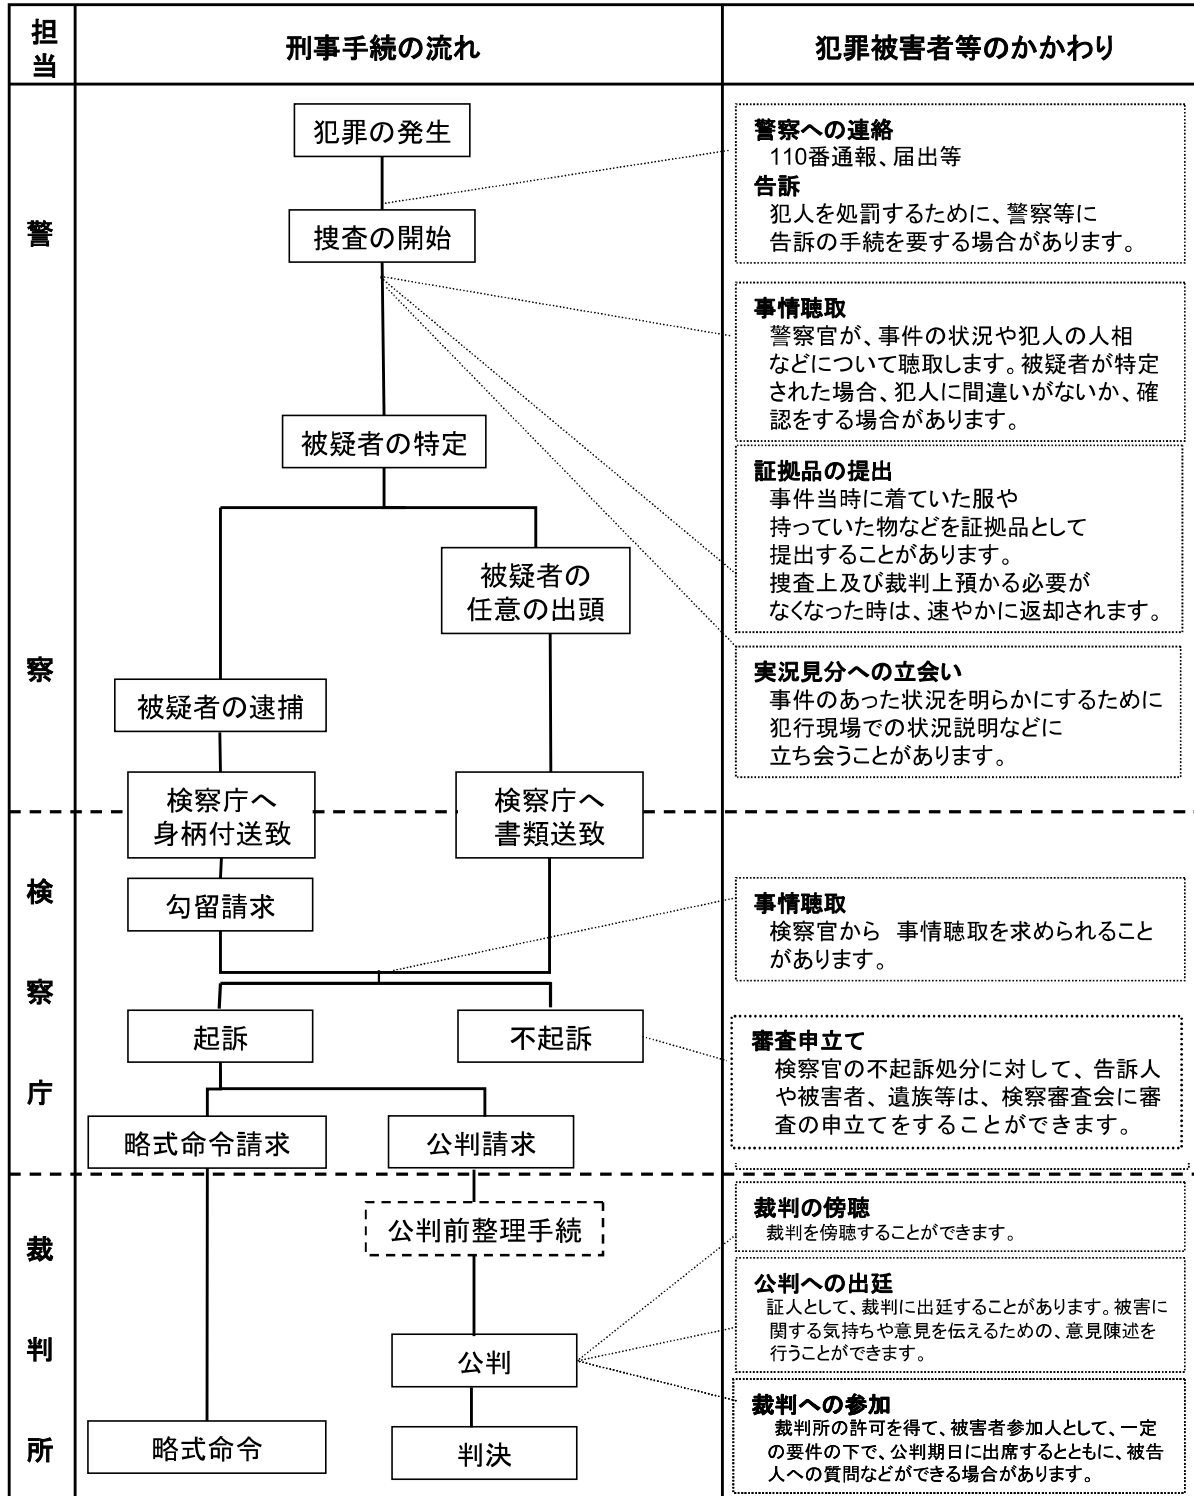 担当
刑事手続の流れ
犯罪被害者等のかかわり
警察
犯罪の発生
捜査の開始
被疑者の特定
被疑者の
任意の出頭
被疑者の逮捕
検察庁へ
身柄付送致
検察庁へ
書類送致
警察への連絡
110番通報、届出等
告訴
犯人を処罰するために、警察等に
告訴の手続を要する場合があります。
事情聴取
警察官が、事件の状況や犯人の人相
などについて聴取します。被疑者が特定
された場合、犯人に間違いがないか、確
認をする場合があります。
証拠品の提出
事件当時に着ていた服や
持っていた物などを証拠品として
提出することがあります。
捜査上及び裁判上預かる必要が
なくなった時は、速やかに返却されます。
実況見分への立会い
事件のあった状況を明らかにするために
犯行現場での状況説明などに
立ち会うことがあります。
検察庁
勾留請求
起訴
不起訴
略式命令請求
公判請求
事情聴取
検察官から 事情聴取を求められること
があります。
審査申立て
検察官の不起訴処分に対して、告訴人
や被害者、遺族等は、検察審査会に審
査の申立てをすることができます。
裁判所
公判前整理手続
公判
略式命令
判決
裁判の傍聴
裁判を傍聴することができます。
公判への出廷
証人として、裁判に出廷することがあります。被害に
関する気持ちや意見を伝えるための、意見陳述を
行うことができます。
裁判への参加
裁判所の許可を得て、被害者参加人として、一定
の要件の下で、公判期日に出席するとともに、被告
人への質問などができる場合があります。